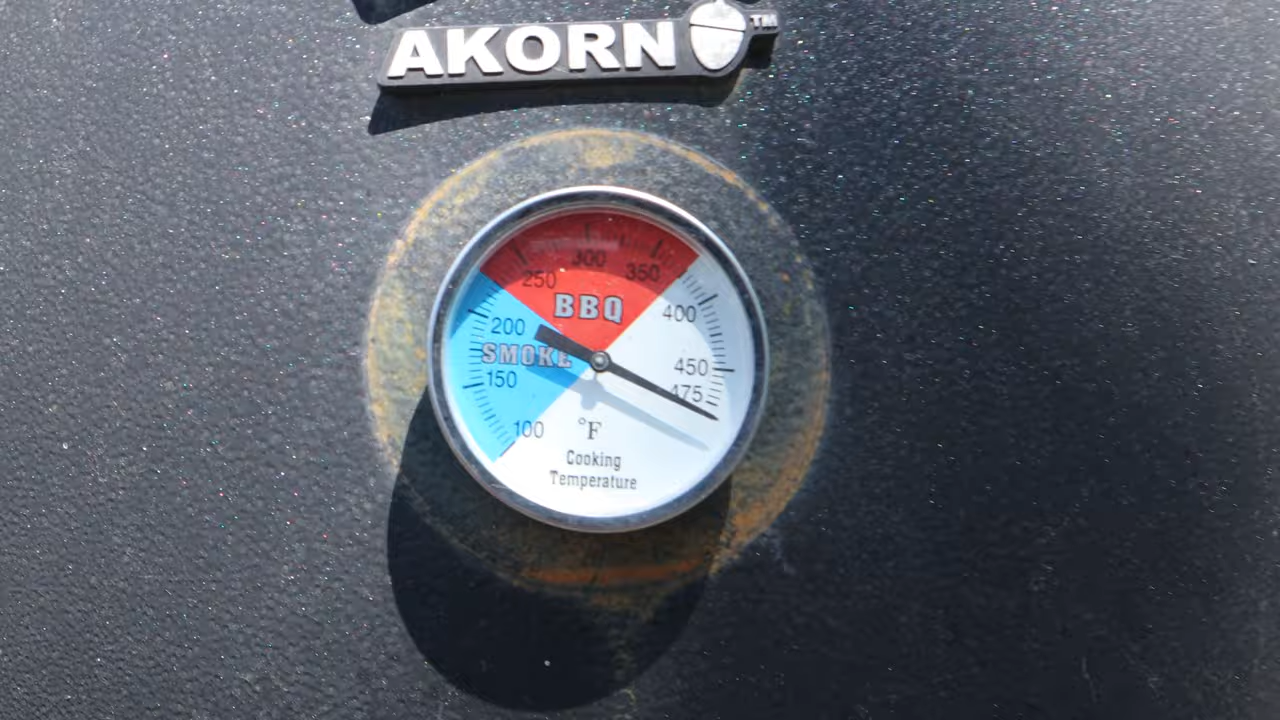 AKORN TM
300
250 350
BBQ
200 400
SMOKE
150 450
475
100 °F
Cooking
Temperature